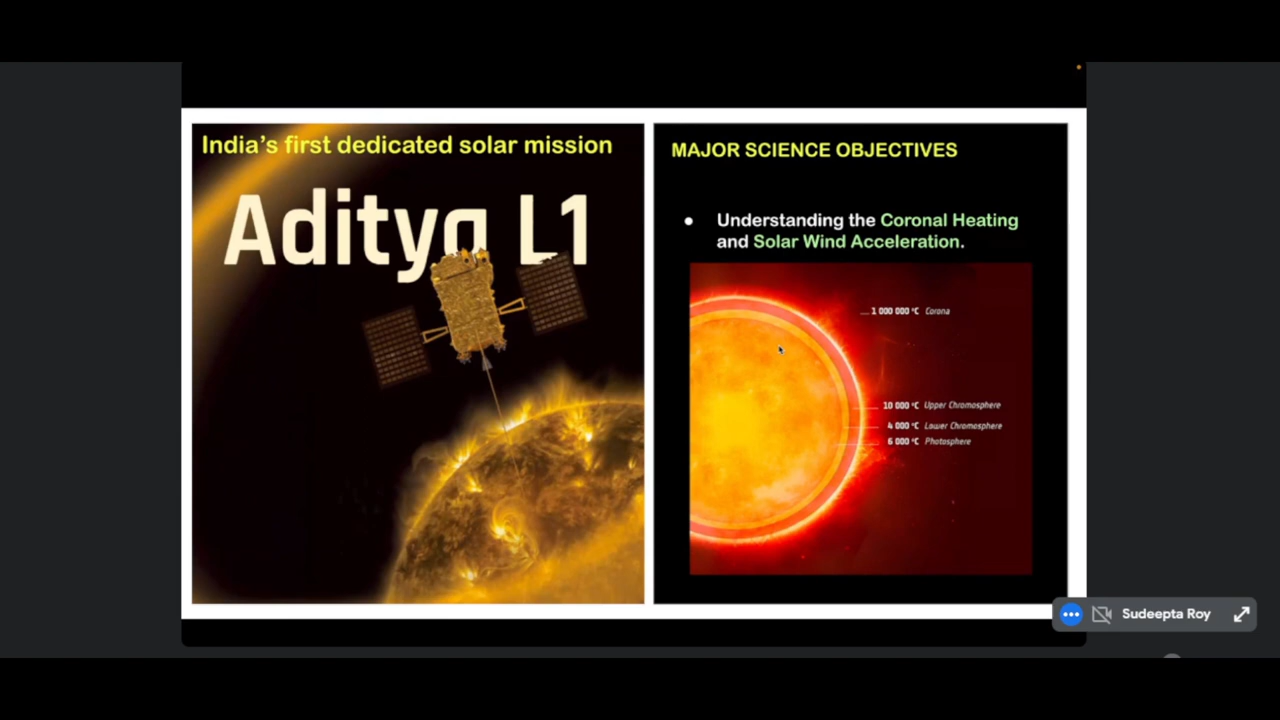 India's first dedicated solar mission
Aditya L1
MAJOR SCIENCE OBJECTIVES
● Understanding the Coronal Heating
and Solar Wind Acceleration.
1 000 000 °C Corona
10 000 °C Upper Chromosphere
4 000 °C Lower Chromosphere
6 000 °C Photosphere
Sudeepta Roy